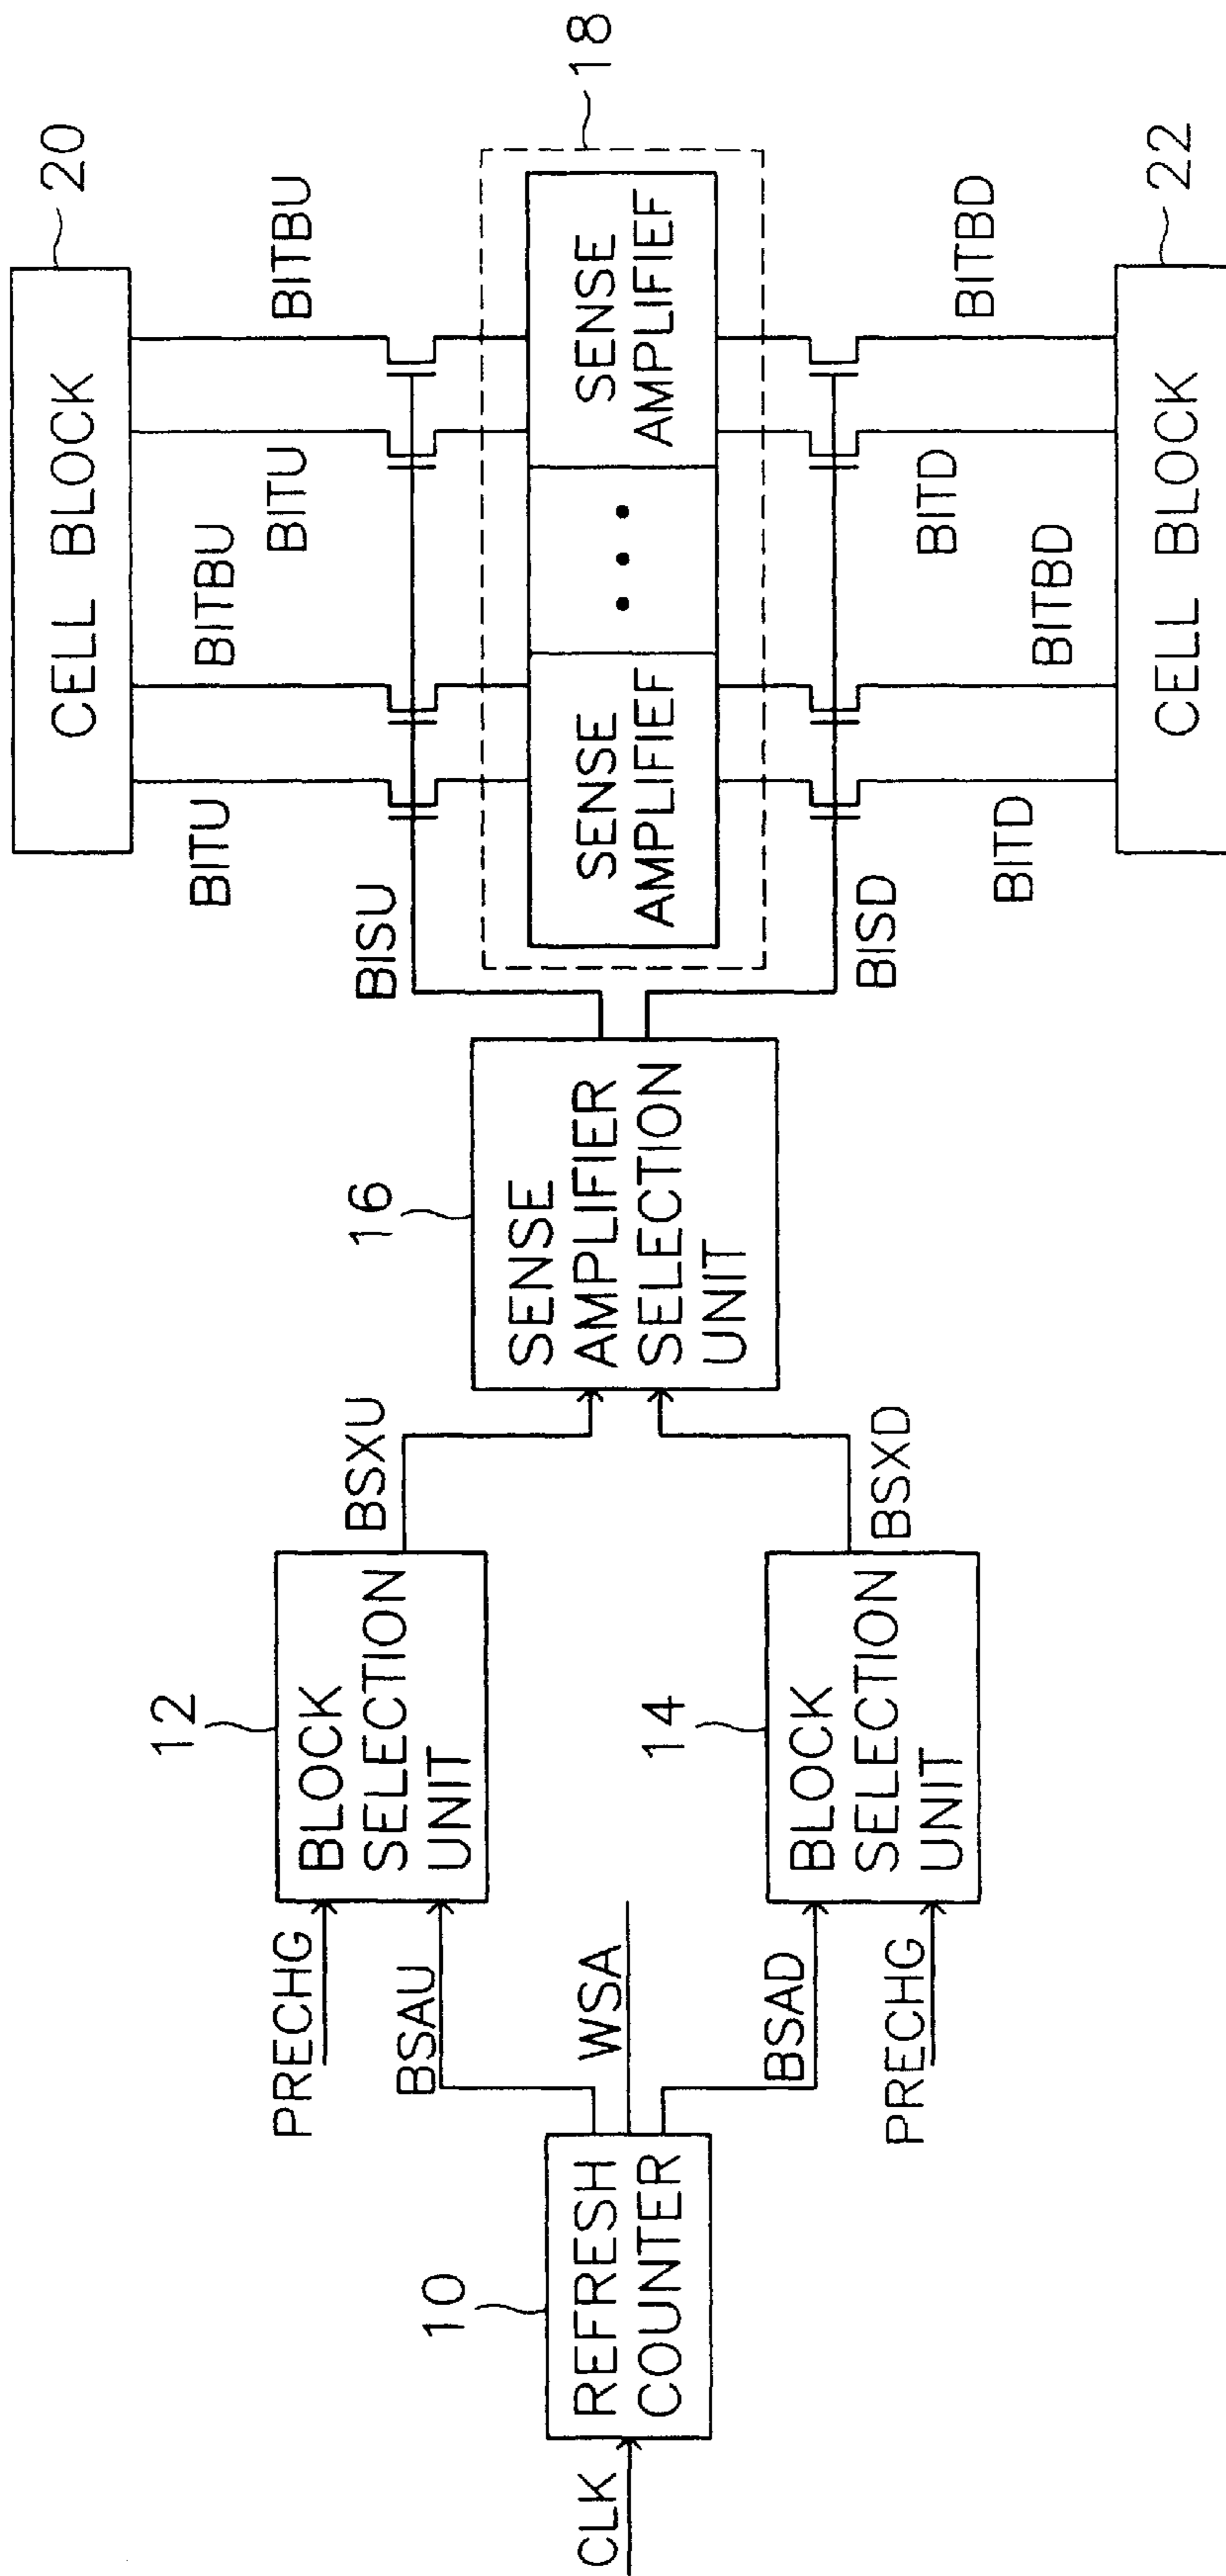 CLK
10
REFRESH
COUNTER
BSAU
WSA
BSAD
PRECHG
12
BLOCK
SELECTION
UNIT
BSXU
PRECHG
14
BLOCK
SELECTION
UNIT
BSXD
16
SENSE
AMPLIFIER
SELECTION
UNIT
BISU
BISD
20
CELL BLOCK
BITU
BITBU
BITU
BITBU
18
SENSE
AMPLIFIEF
• • •
SENSE
AMPLIFIEF
BITD
BITBD
BITD
BITBD
22
CELL BLOCK